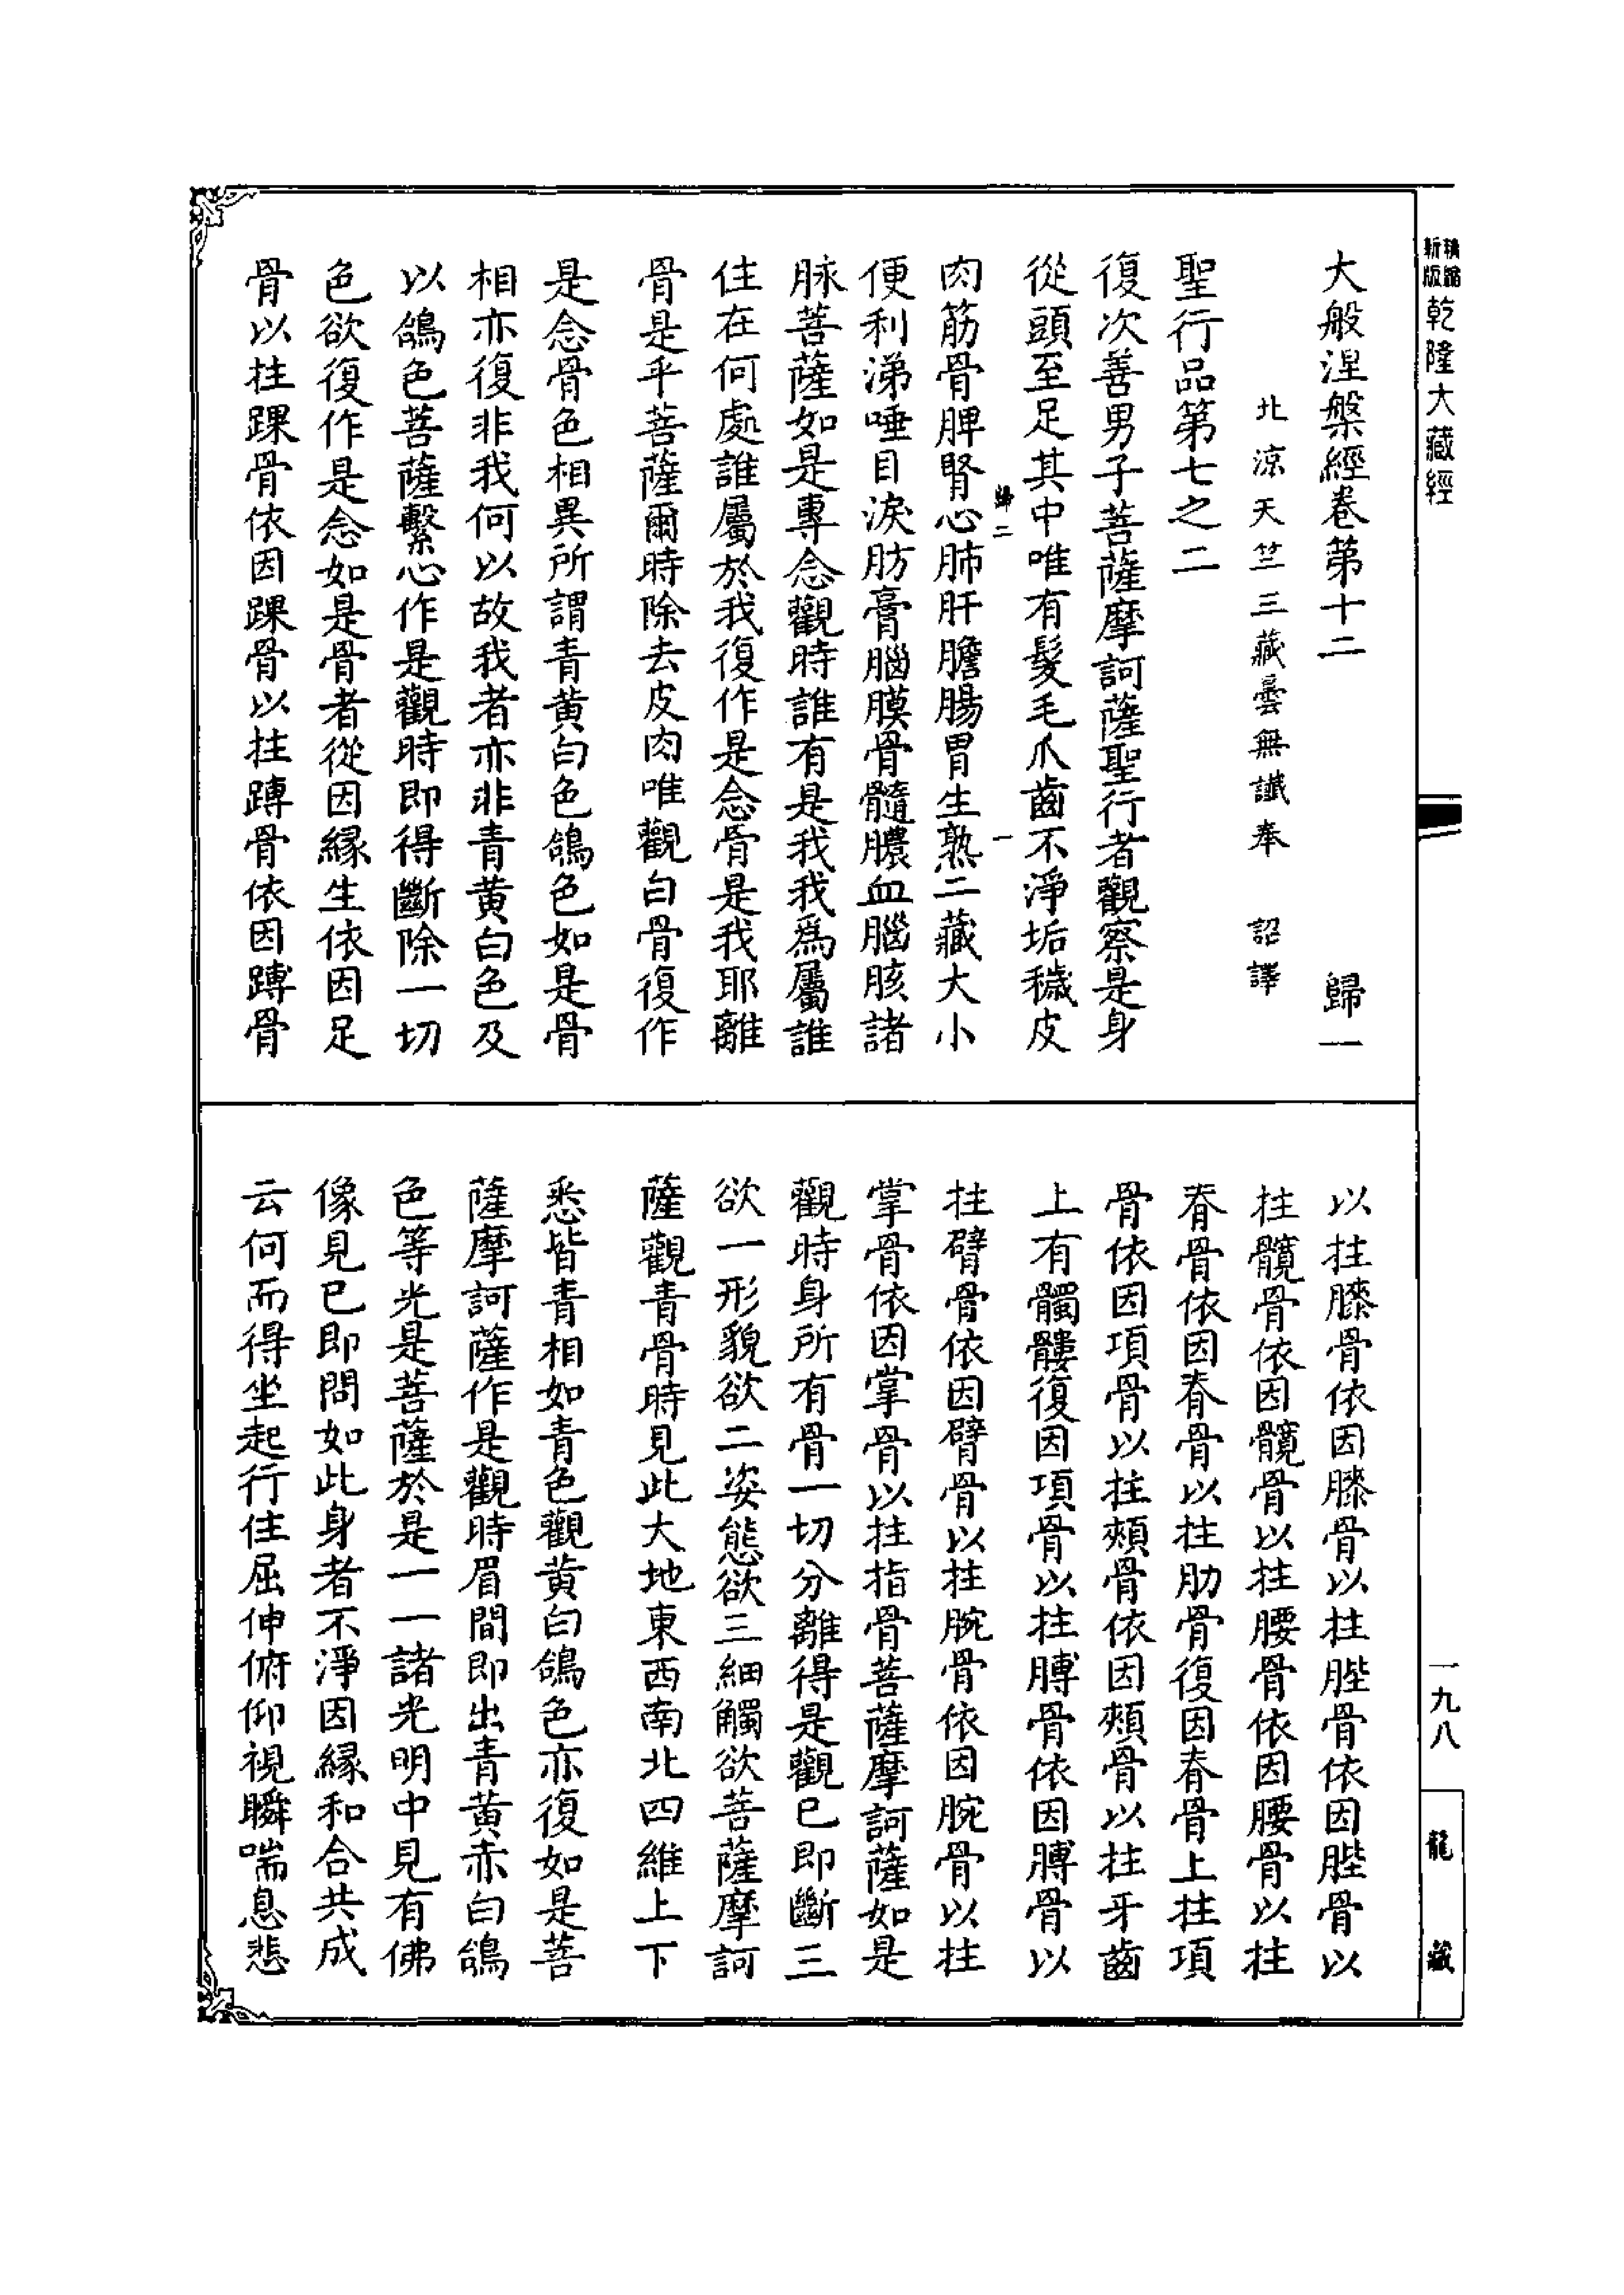 精縮
新版
乾隆大藏經
一九八
龍藏
大般涅槃經卷第十二　歸一
北涼天竺三藏曇無讖奉　詔譯
聖行品第七之二
復次善男子菩薩摩訶薩聖行者觀察是身
從頭至足其中唯有髮毛爪齒不淨垢穢皮
歸二　一
肉筋骨脾腎心肺肝膽腸胃生熟二藏大小
便利涕唾目淚肪膏腦膜骨髓膿血腦胲諸
脉菩薩如是專念觀時誰有是我我爲屬誰
住在何處誰屬於我復作是念骨是我耶離
骨是乎菩薩爾時除去皮肉唯觀白骨復作
是念骨色相異所謂青黄白色鴿色如是骨
相亦復非我何以故我者亦非青黄白色及
以鴿色菩薩繫心作是觀時即得斷除一切
色欲復作是念如是骨者從因縁生依因足
骨以拄踝骨依因踝骨以拄䏝骨依因䏝骨
以拄膝骨依因膝骨以拄䏶骨依因䏶骨以
拄臗骨依因臗骨以拄腰骨依因腰骨以拄
脊骨依因脊骨以拄肋骨復因脊骨上拄項
骨依因項骨以拄頰骨依因頰骨以拄牙齒
上有髑髏復因項骨以拄膊骨依因膊骨以
拄臂骨依因臂骨以拄腕骨依因腕骨以拄
掌骨依因掌骨以拄指骨菩薩摩訶薩如是
觀時身所有骨一切分離得是觀已即斷三
欲一形貌欲二姿態欲三細觸欲菩薩摩訶
薩觀青骨時見此大地東西南北四維上下
悉皆青相如青色觀黄白鴿色亦復如是菩
薩摩訶薩作是觀時眉間即出青黄赤白鴿
色等光是菩薩於是一一諸光明中見有佛
像見已即問如此身者不淨因縁和合共成
云何而得坐起行住屈伸俯仰視瞬喘息悲